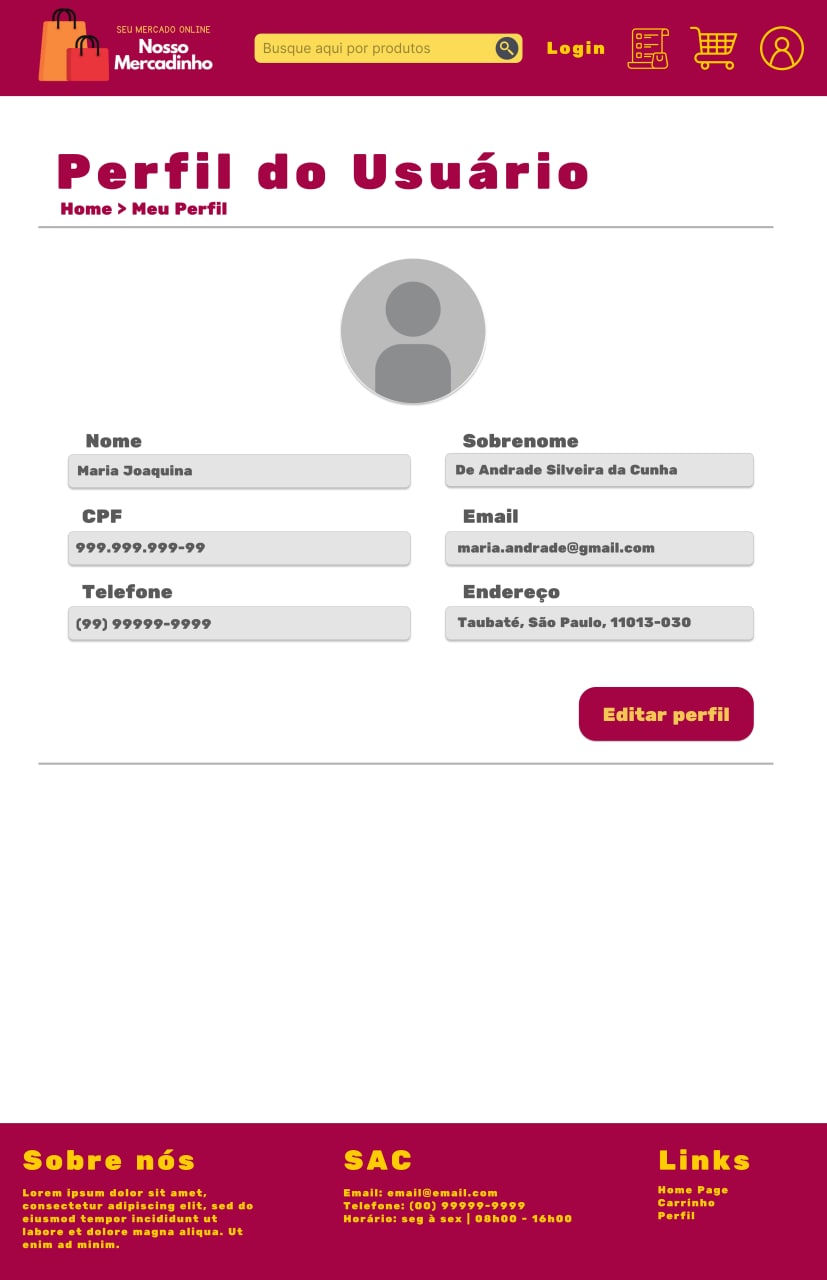 SEU MERCADO ONLINE
Nosso
Mercadinho
Busque aqui por produtos
Login
Perfil do Usuário
Home > Meu Perfil
Nome
Sobrenome
Maria Joaquina
De Andrade Silveira da Cunha
CPF
Email
999.999.999-99
maria.andrade@gmail.com
Telefone
Endereço
(99) 99999-9999
Taubaté, São Paulo, 11013-030
Editar perfil
Sobre nós
Lorem ipsum dolor sit amet,
consectetur adipiscing elit, sed do
eiusmod tempor incididunt ut
labore et dolore magna aliqua. Ut
enim ad minim.
SAC
Email: email@email.com
Telefone: (00) 99999-9999
Horário: seg à sex | 08h00 - 16h00
Links
Home Page
Carrinho
Perfil